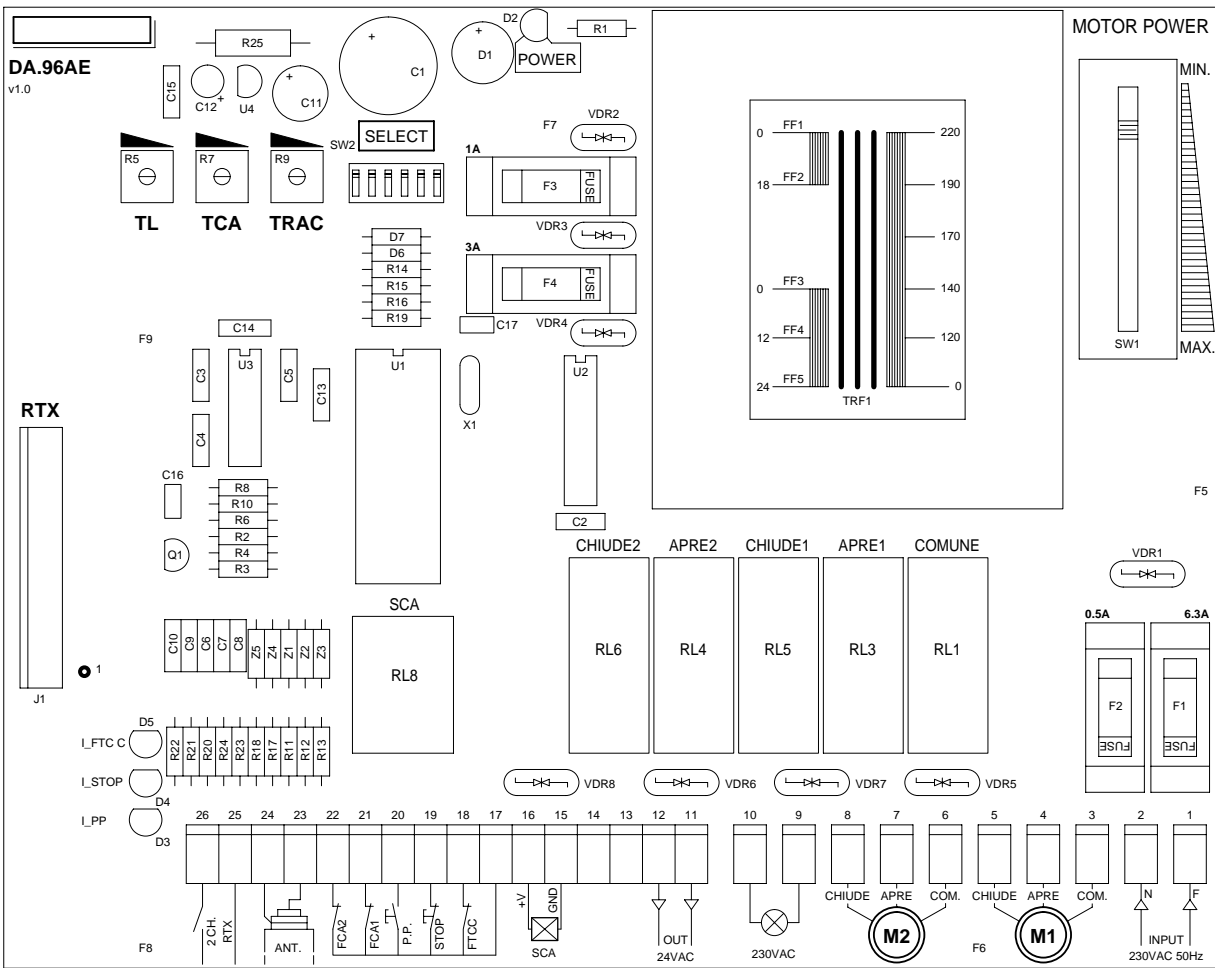 DA.96AE
v1.0
R25
C15
C12
+
U4
+
C11
+
C1
+
D1
D2
POWER
R1
MOTOR POWER
MIN.
MAX.
SW1
R5
R7
R9
TL
TCA
TRAC
SW2
SELECT
F7
VDR2
1A
F3
FUSE
VDR3
3A
F4
FUSE
VDR4
C17
D7
D6
R14
R15
R16
R19
0
FF1
FF2
18
0
FF3
12
FF4
24
FF5
220
190
170
140
120
0
TRF1
F9
C14
C3
U3
C5
C13
C4
U1
X1
U2
C2
RTX
J1
1
C16
Q1
R8
R10
R6
R2
R4
R3
F5
CHIUDE2
APRE2
CHIUDE1
APRE1
COMUNE
RL6
RL4
RL5
RL3
RL1
SCA
RL8
VDR1
0.5A
6.3A
F2
FUSE
F1
FUSE
C10
C9
C6
C7
C8
Z5
Z4
Z1
Z2
Z3
R22
R21
R20
R24
R23
R18
R17
R11
R12
R13
D5
I_FTC C
I_STOP
D4
I_PP
D3
VDR8
VDR6
VDR7
VDR5
26 25 24 23 22 21 20 19 18 17 16 15 14 13 12 11
10 9
8 7 6 5 4 3 2 1
2 CH.
RTX
ANT.
FCA2
FCA1
P.P.
STOP
FTCC
+V
GND
SCA
OUT
24VAC
230VAC
CHIUDE APRE COM.
M2
CHIUDE APRE COM.
M1
N
F
INPUT
230VAC 50Hz
F8
F6